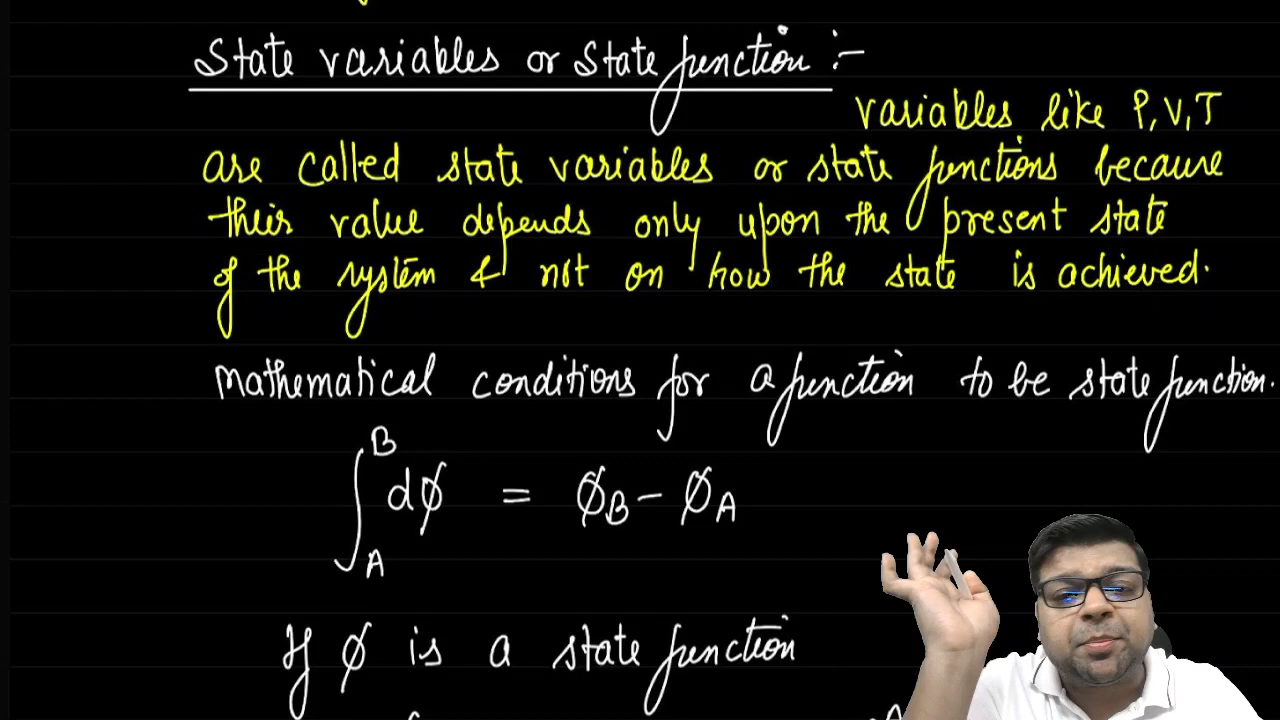 State variables or State function :-
variables like P, V, T
are called state variables or state functions because
their value depends only upon the present state
of the system & not on how the state is achieved.
Mathematical conditions for a function to be state function.
∫_A^B dϕ = ϕ_B - ϕ_A
If ϕ is a state function